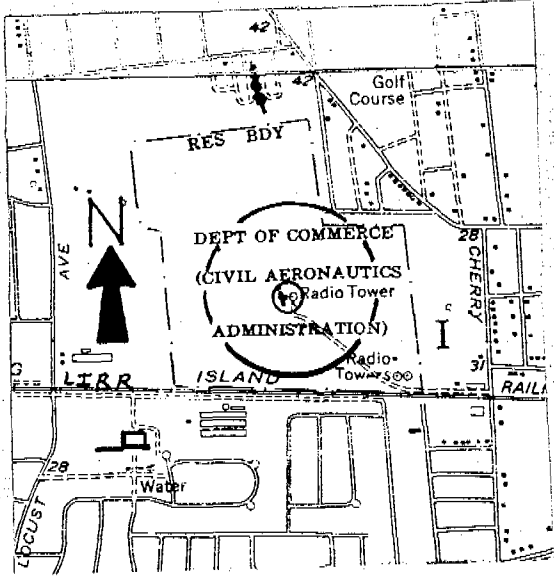 42
42
Golf
Course
RES BDY
N
DEPT OF COMMERCE
28
AVE
(CIVIL AERONAUTICS
CHERRY
Radio Tower
ADMINISTRATION)
I
Radio
Towers
31
G
LIRR
ISLAND
RAILR
28
Water
LOCUST